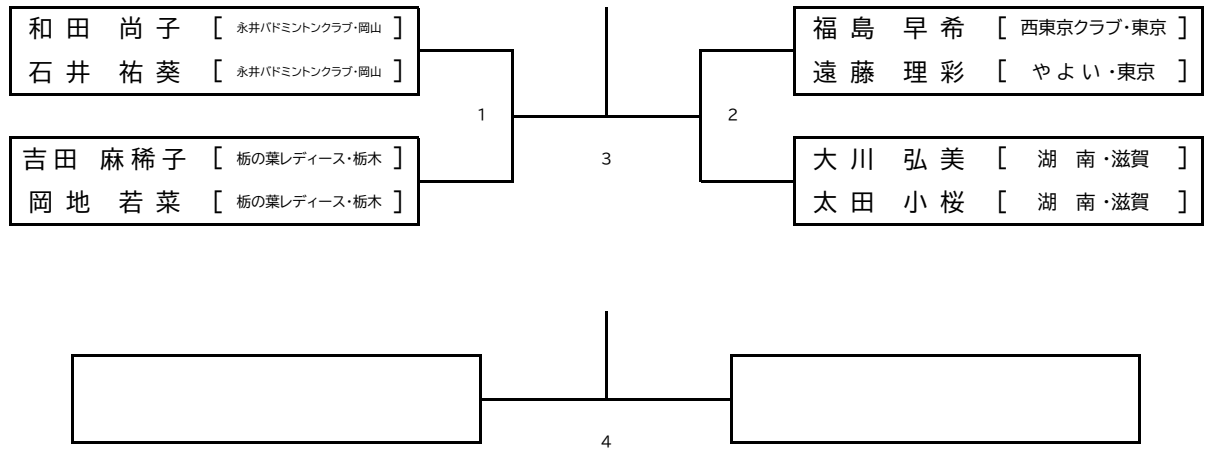 和田 尚子 [ 永井バドミントンクラブ・岡山 ]
石井 祐葵 [ 永井バドミントンクラブ・岡山 ]
吉田 麻稀子 [ 栃の葉レディース・栃木 ]
岡地 若菜 [ 栃の葉レディース・栃木 ]
1
3
2
福島 早希 [ 西東京クラブ・東京 ]
遠藤 理彩 [ やよい・東京 ]
大川 弘美 [ 湖南・滋賀 ]
太田 小桜 [ 湖南・滋賀 ]
4